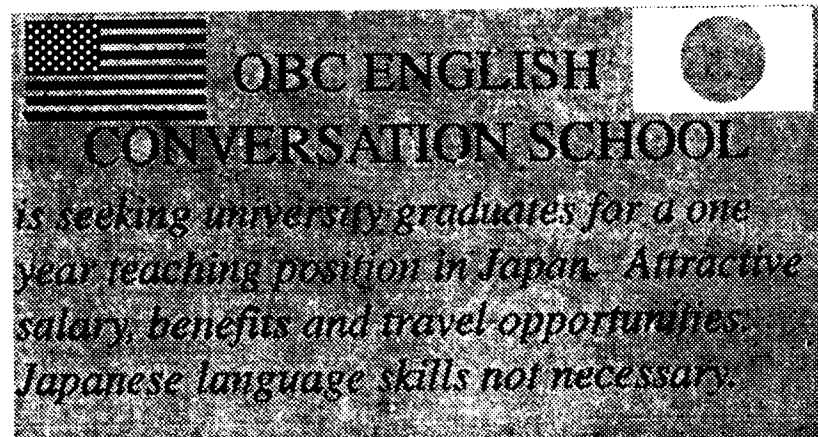 QBC ENGLISH
CONVERSATION SCHOOL
is seeking university graduates for a one
year teaching position in Japan. Attractive
salary, benefits and travel opportunities.
Japanese language skills not necessary.